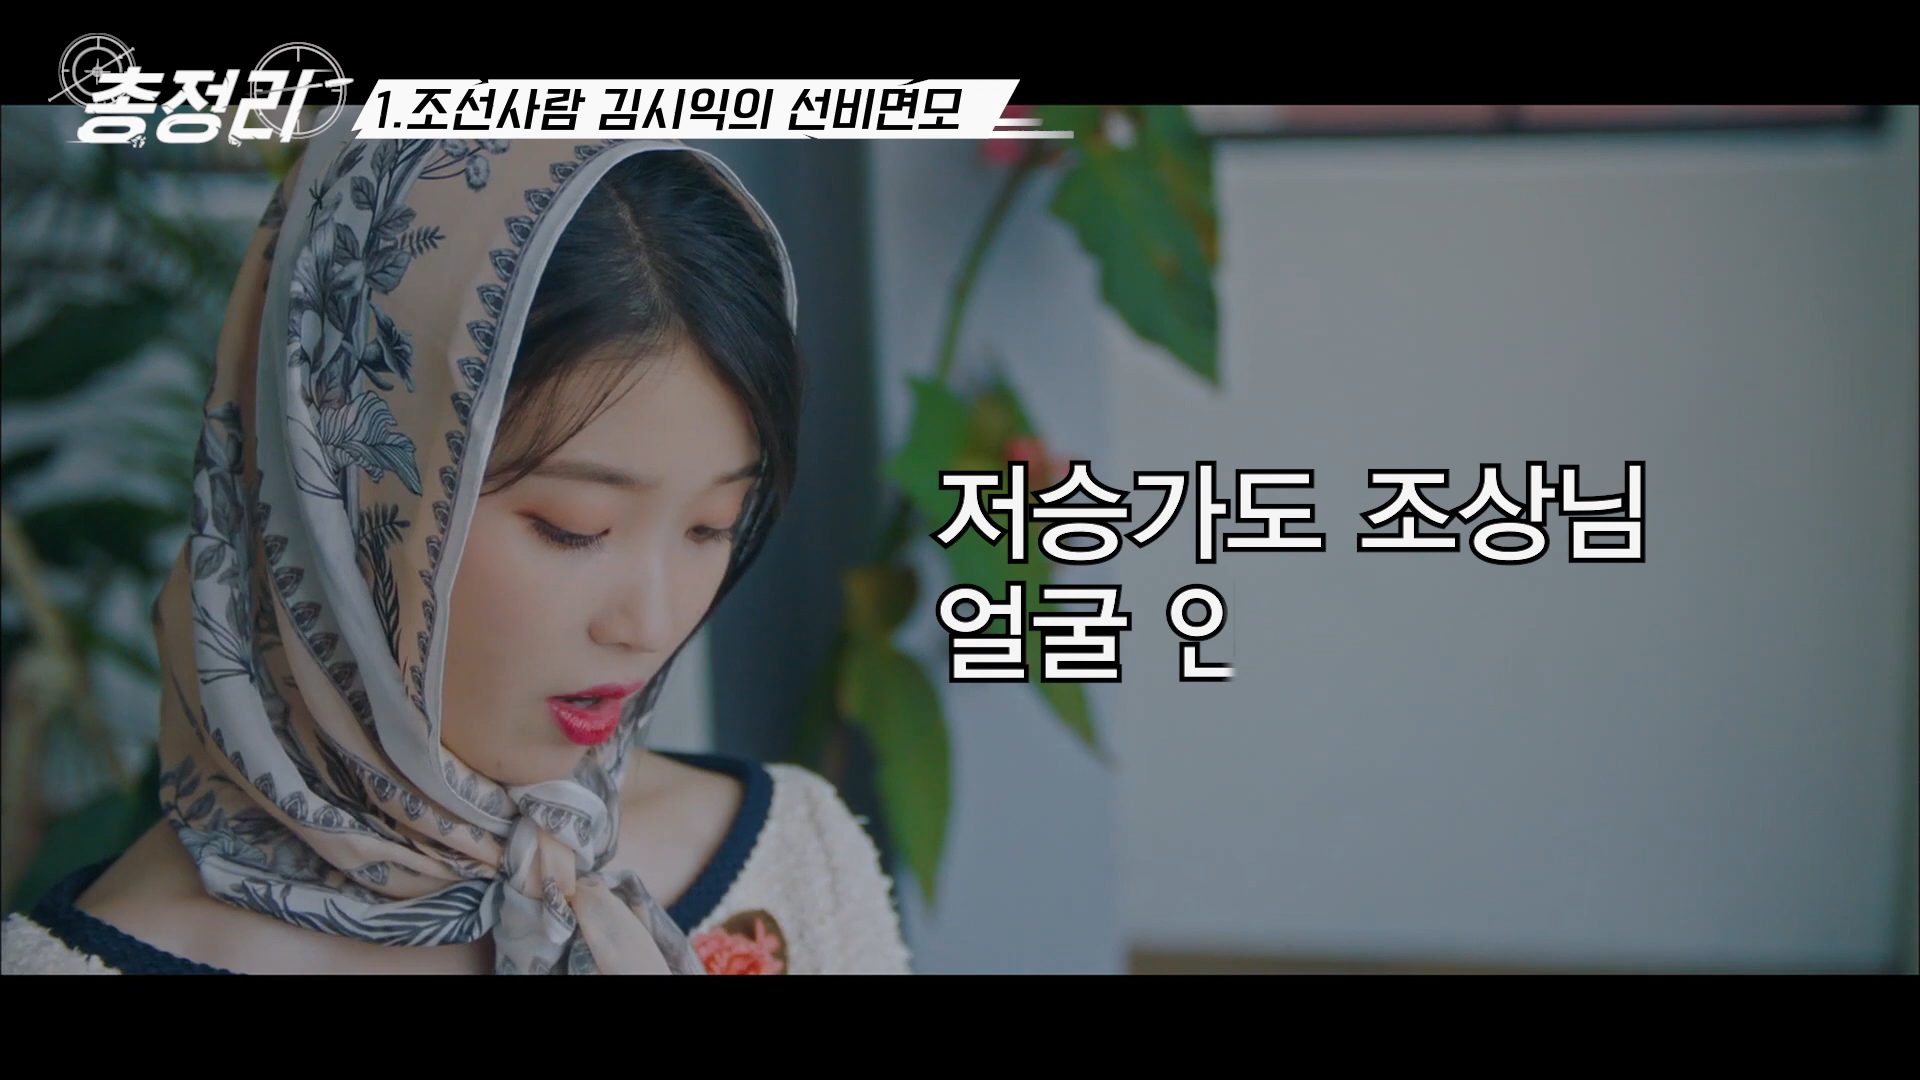 총정리
1.조선사람 김시익의 선비면모
저승가도 조상님
얼굴 인